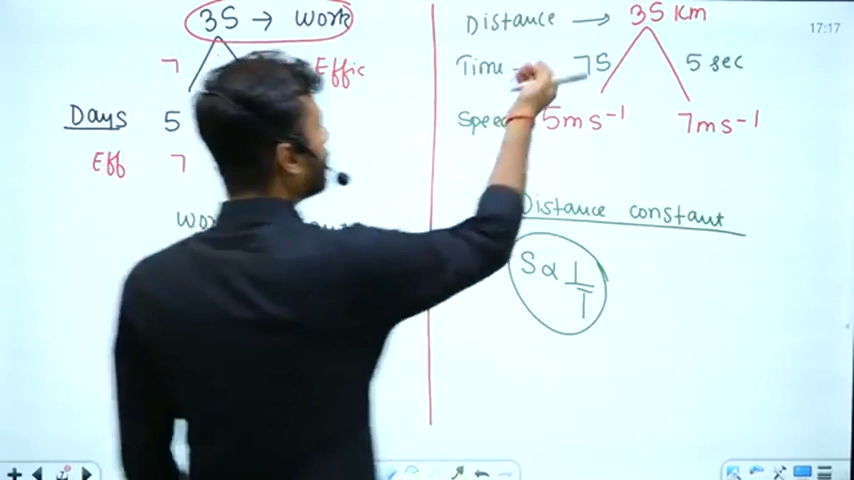 35 → work
7 Effic
Days 5
Eff 7
Distance → 35 Km
Time - 7S 5 sec
Speed 5ms-1 7ms-1
Distance constant
S∝ 1/T
17:17